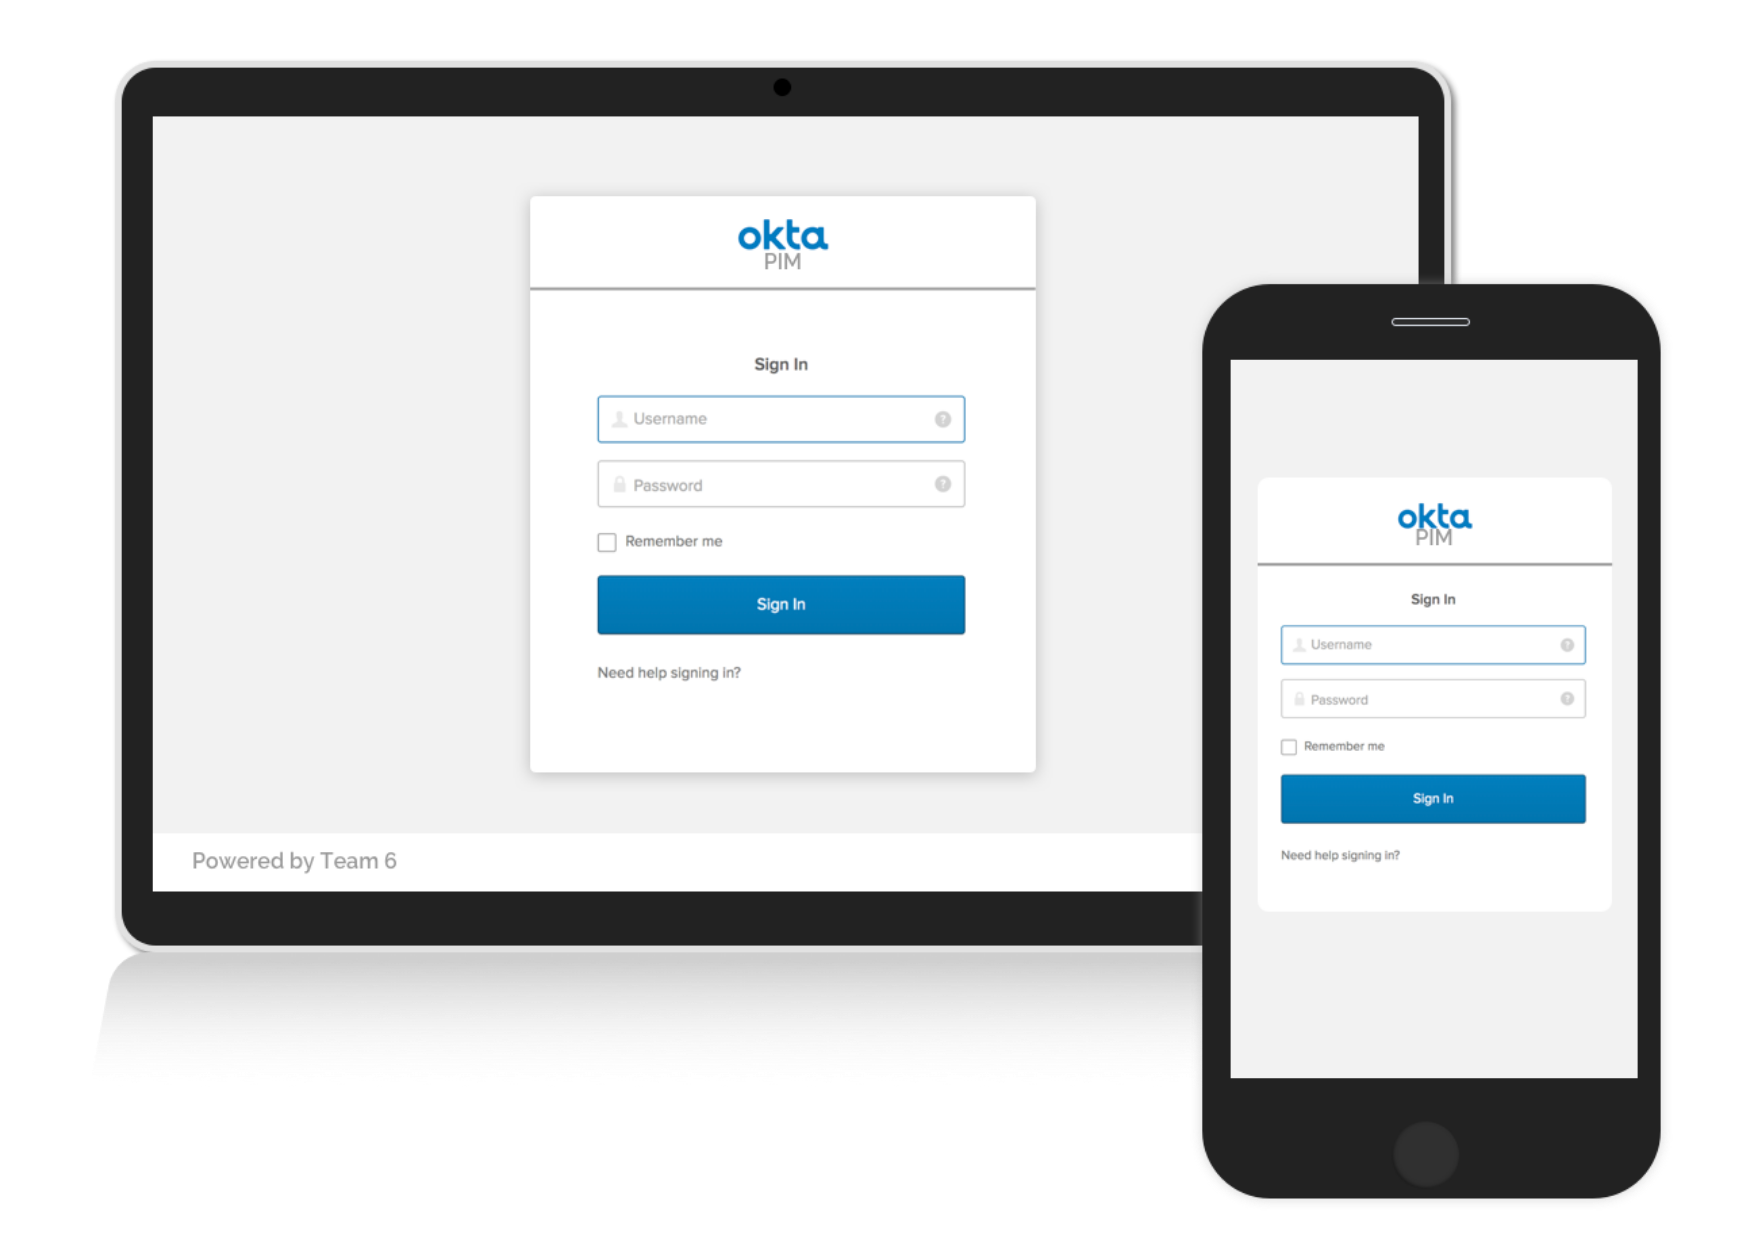 okta
PIM
Sign In
Username
Password
Remember me
Sign In
Need help signing in?
Powered by Team 6
okta
PIM
Sign In
Username
Password
Remember me
Sign In
Need help signing in?